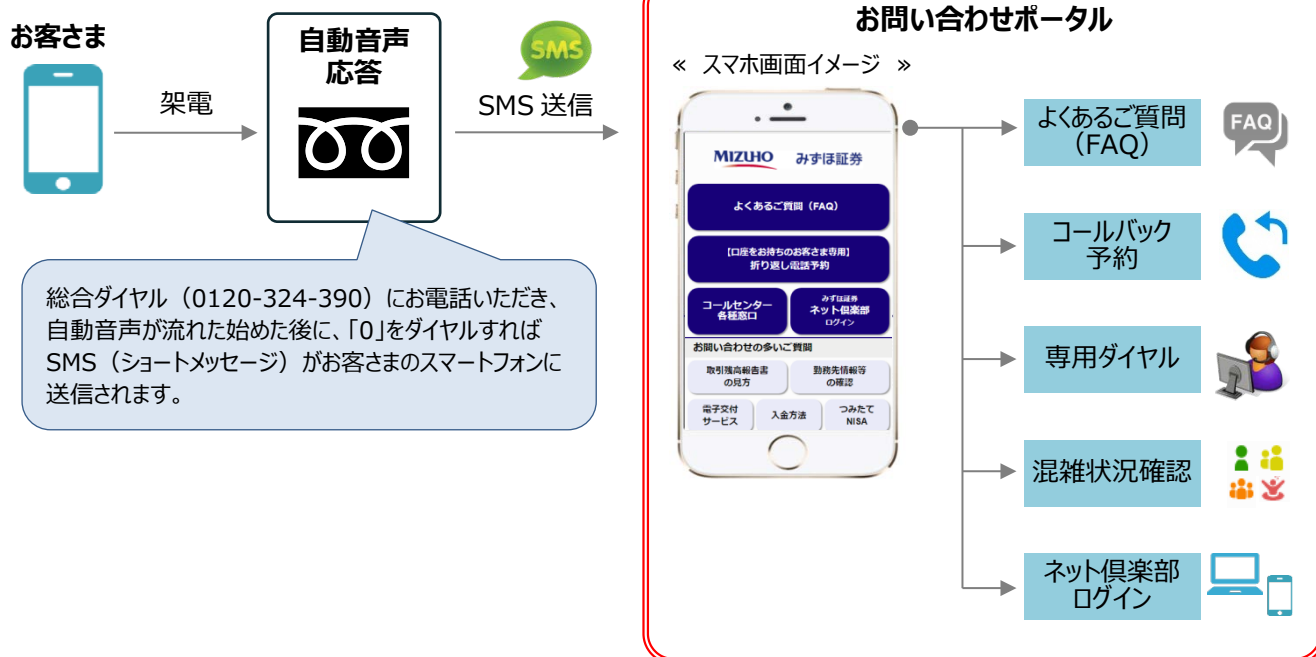 お客さま
架電
自動音声
応答
SMS
SMS 送信
総合ダイヤル（0120-324-390）にお電話いただき、
自動音声が流れた始めた後に、「0」をダイヤルすれば
SMS（ショートメッセージ）がお客さまのスマートフォンに
送信されます。
お問い合わせポータル
« スマホ画面イメージ »
MIZUHO みずほ証券
よくあるご質問（FAQ）
【口座をお持ちのお客さま専用】
折り返し電話予約
コールセンター
各種窓口
みずほ証券
ネット倶楽部
ログイン
お問い合わせの多いご質問
取引残高報告書
の見方
勤務先情報等
の確認
電子交付
サービス
入金方法
つみたて
NISA
よくあるご質問
（FAQ）
FAQ
コールバック
予約
専用ダイヤル
混雑状況確認
ネット倶楽部
ログイン